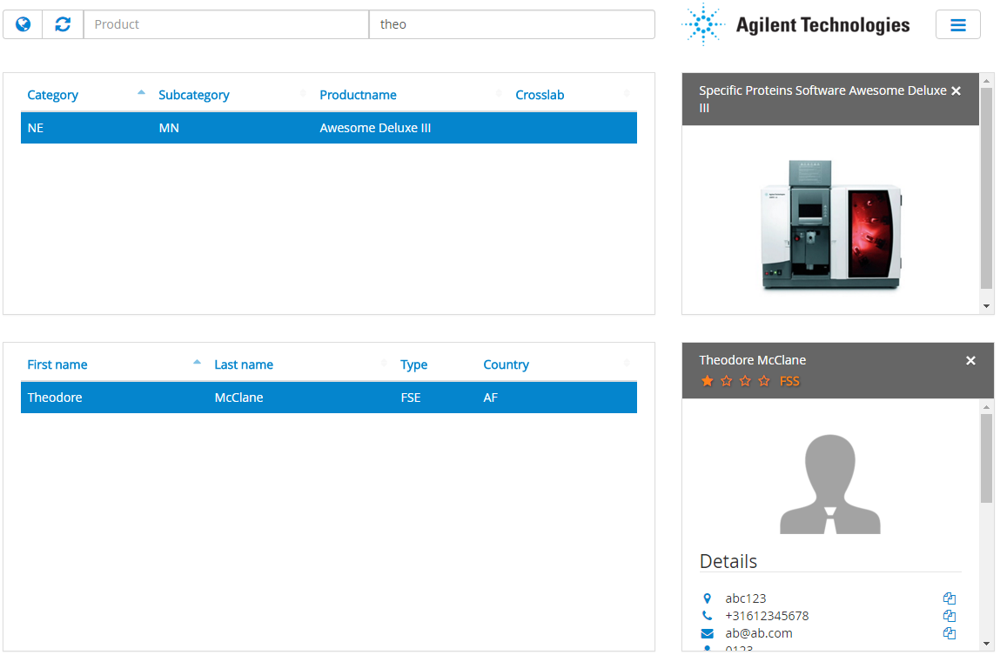 Product
theo
Agilent Technologies
Category
Subcategory
Productname
Crosslab
NE
MN
Awesome Deluxe III
Specific Proteins Software Awesome Deluxe
III
First name
Last name
Type
Country
Theodore
McClane
FSE
AF
Theodore McClane
FSS
Details
abc123
+31612345678
ab@ab.com
0123